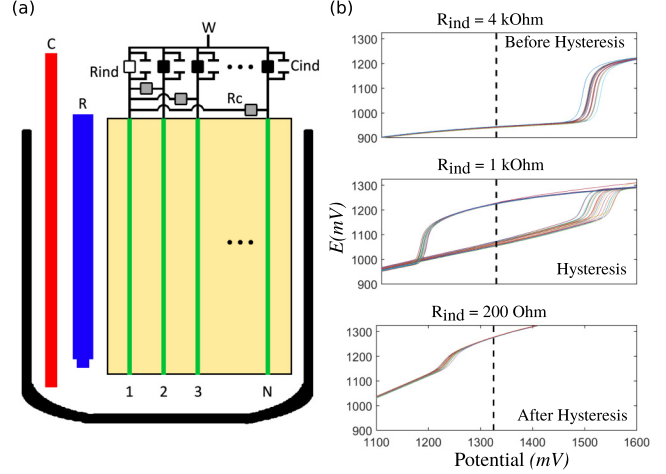 (a)
C
R
W
Rind
Cind
Rc
1 2 3 N
(b)
R_ind = 4 kOhm
Before Hysteresis
1300
1200
1100
1000
900
R_ind = 1 kOhm
1300
1200
1100
1000
900
Hysteresis
E(mV)
R_ind = 200 Ohm
1300
1200
1100
1000
900
After Hysteresis
1100 1200 1300 1400 1500 1600
Potential (mV)